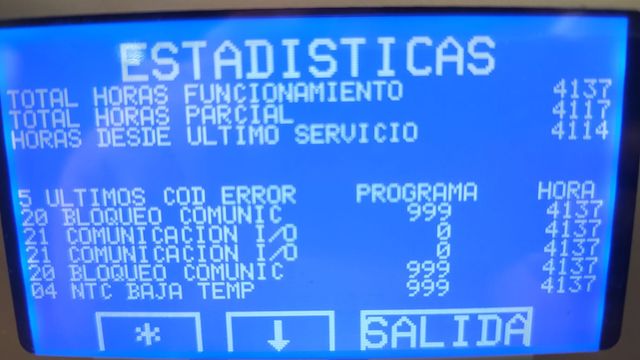 ESTADISTICAS
TOTAL HORAS FUNCIONAMIENTO 4137
TOTAL HORAS PARCIAL 4117
HORAS DESDE ULTIMO SERVICIO 4114
5 ULTIMOS COD ERROR PROGRAMA HORA
20 BLOQUEO COMUNIC 999 4137
21 COMUNICACION I/O 0 4137
21 COMUNICACION I/O 0 4137
20 BLOQUEO COMUNIC 999 4137
04 NTC BAJA TEMP 999 4137
* ↓ SALIDA